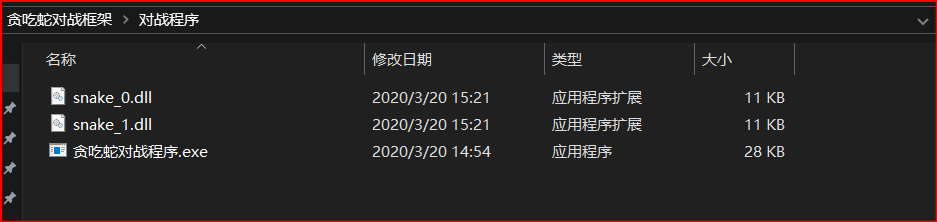 贪吃蛇对战框架 > 对战程序
名称 修改日期 类型 大小
snake_0.dll 2020/3/20 15:21 应用程序扩展 11 KB
snake_1.dll 2020/3/20 15:21 应用程序扩展 11 KB
贪吃蛇对战程序.exe 2020/3/20 14:54 应用程序 28 KB